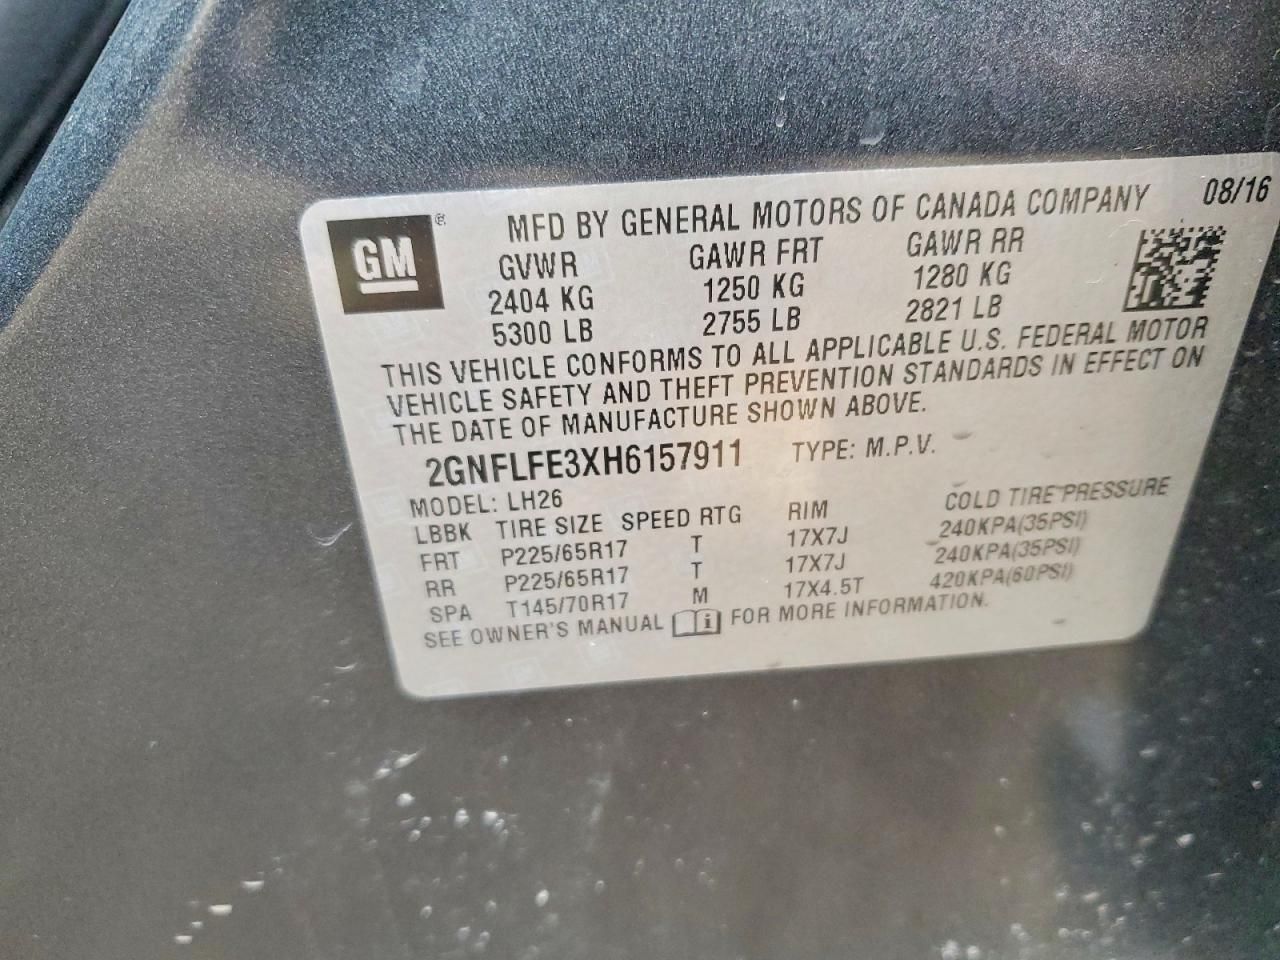 GM ® MFD BY GENERAL MOTORS OF CANADA COMPANY 08/16
GVWR GAWR FRT GAWR RR
2404 KG 1250 KG 1280 KG
5300 LB 2755 LB 2821 LB
THIS VEHICLE CONFORMS TO ALL APPLICABLE U.S. FEDERAL MOTOR
VEHICLE SAFETY AND THEFT PREVENTION STANDARDS IN EFFECT ON
THE DATE OF MANUFACTURE SHOWN ABOVE.
2GNFLFE3XH6157911 TYPE: M.P.V.
MODEL: LH26
LBBK TIRE SIZE SPEED RTG RIM COLD TIRE PRESSURE
FRT P225/65R17 T 17X7J 240KPA(35PSI)
RR P225/65R17 T 17X7J 240KPA(35PSI)
SPA T145/70R17 M 17X4.5T 420KPA(60PSI)
SEE OWNER'S MANUAL i FOR MORE INFORMATION.